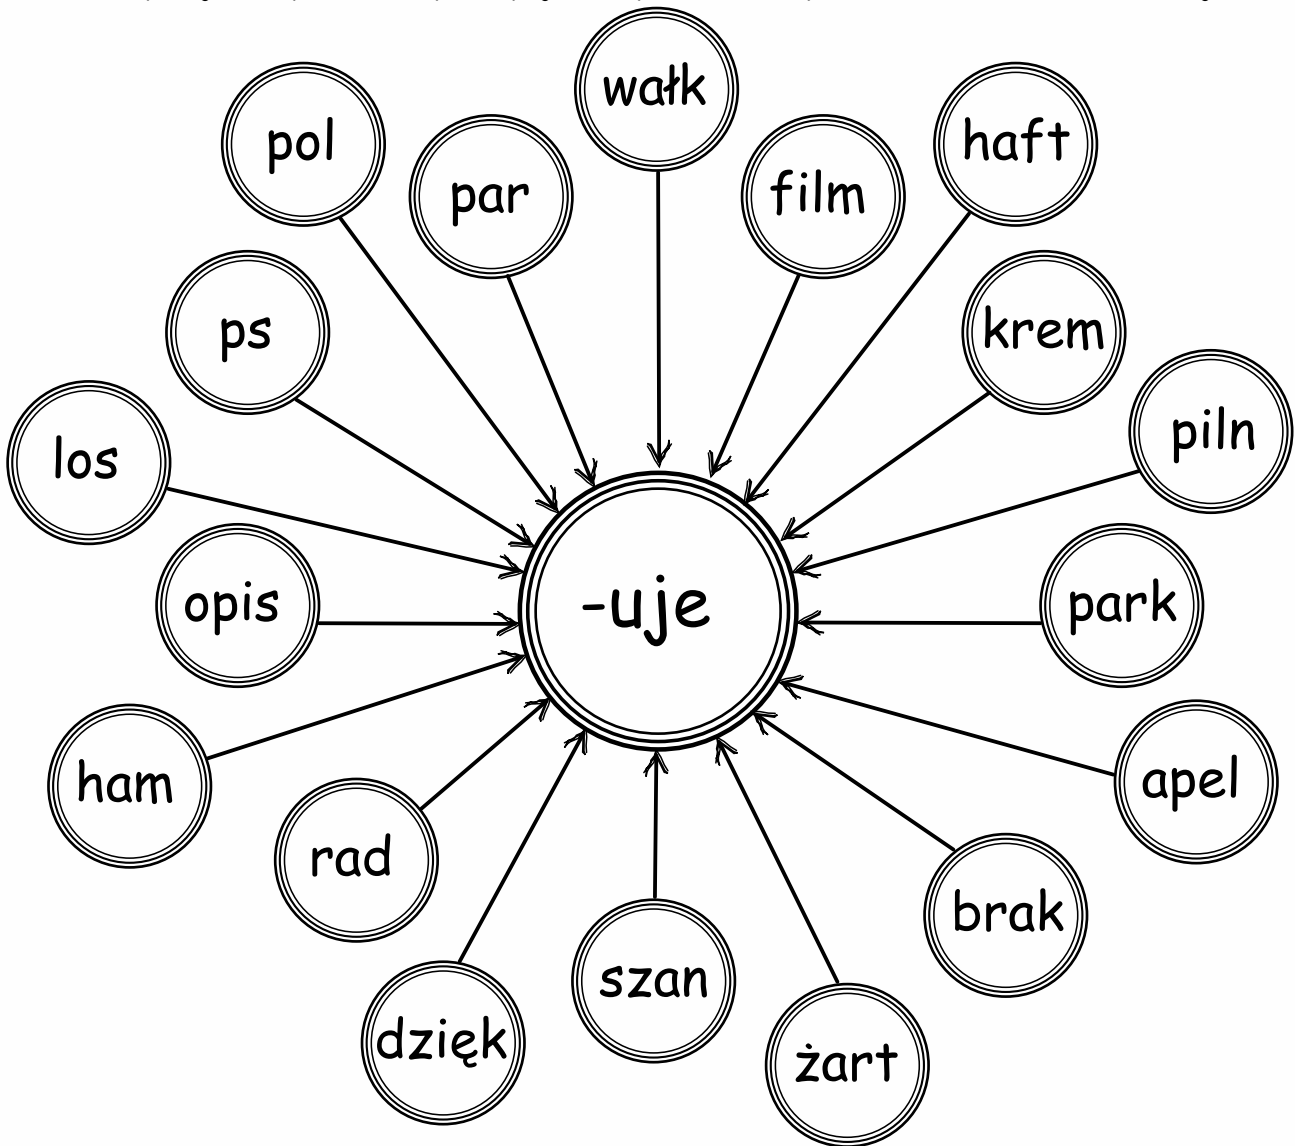 wałk
pol
haft
par
film
ps
krem
los
piln
opis
-uje
park
ham
apel
rad
brak
szan
dzięk
żart